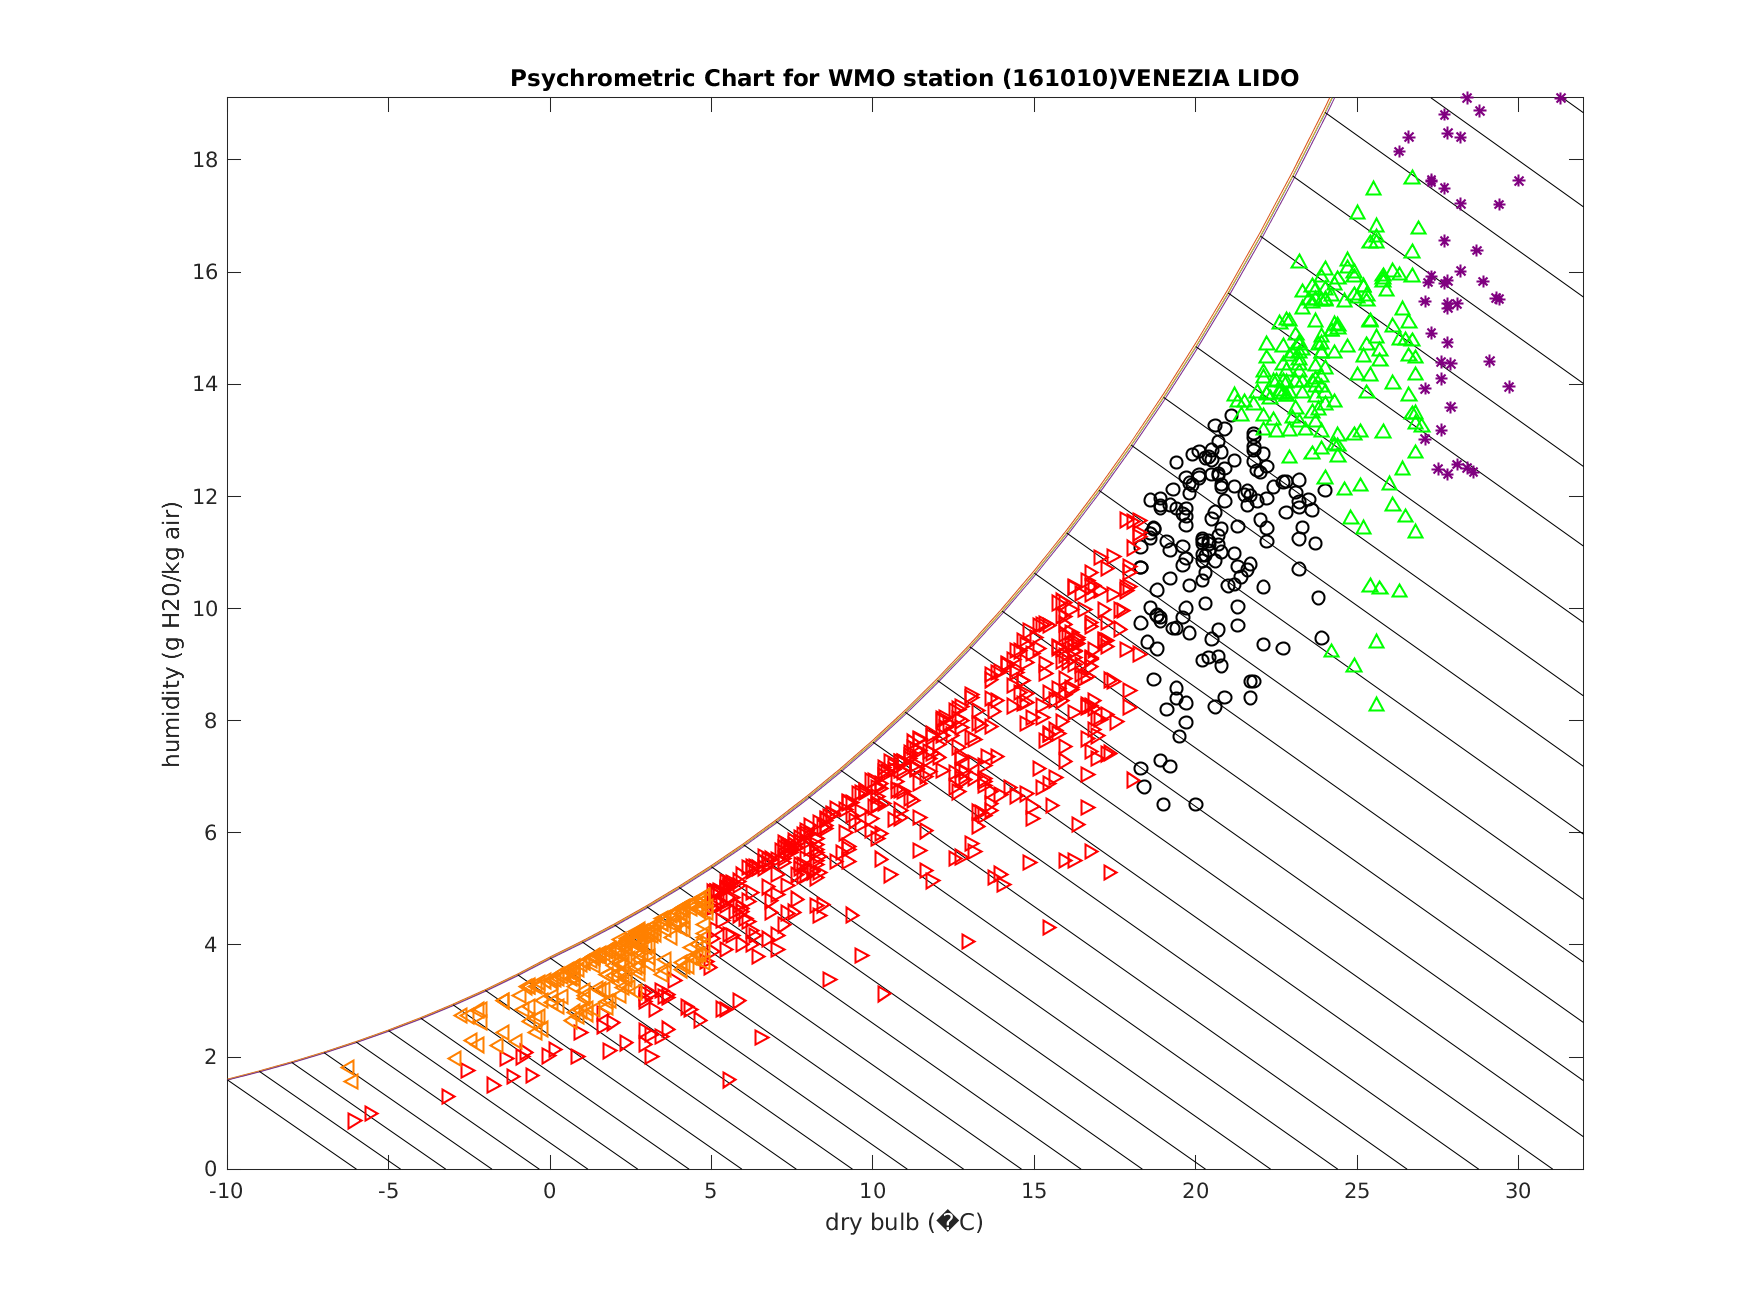 Psychrometric Chart for WMO station (161010)VENEZIA LIDO
humidity (g H20/kg air)
18
16
14
12
10
8
6
4
2
0
-10 -5 0 5 10 15 20 25 30
dry bulb (�C)